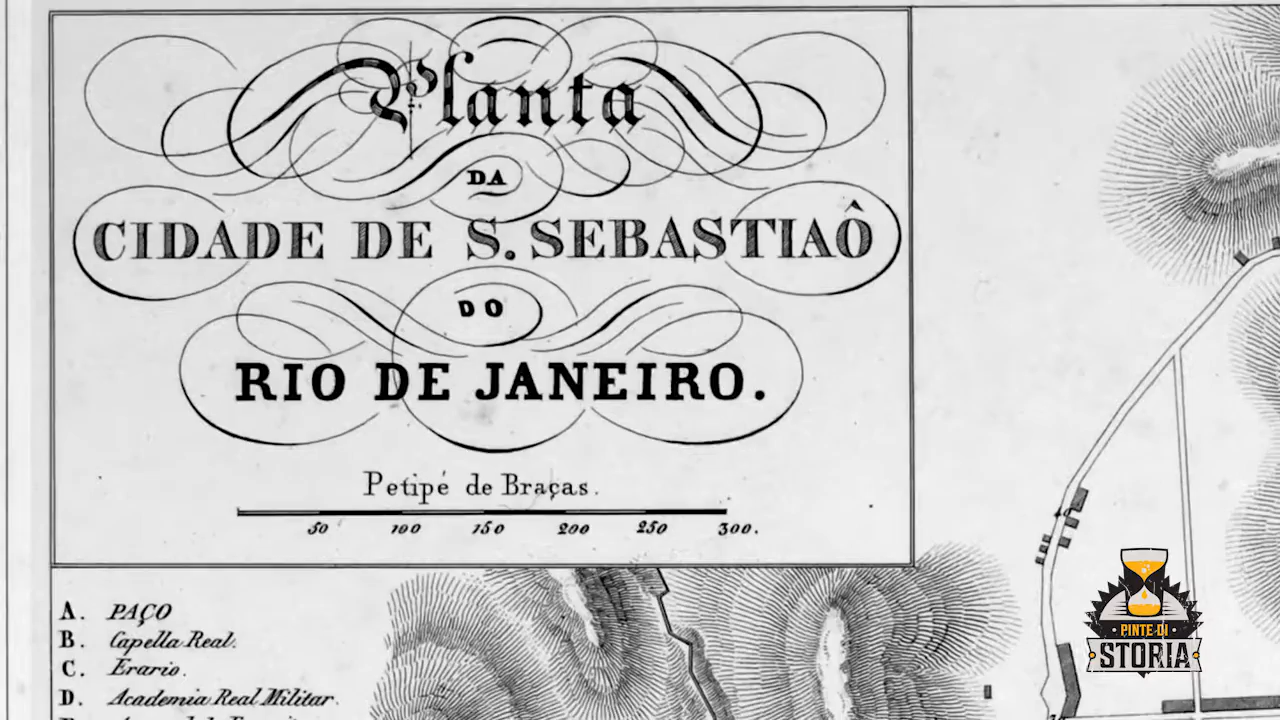 Planta
DA
CIDADE DE S. SEBASTIAÔ
DO
RIO DE JANEIRO.
Petipé de Braças.
50 100 150 200 250 300.
A. PAÇO
B. Capella Real.
C. Erario.
D. Academia Real Militar.
PINTE DI
STORIA